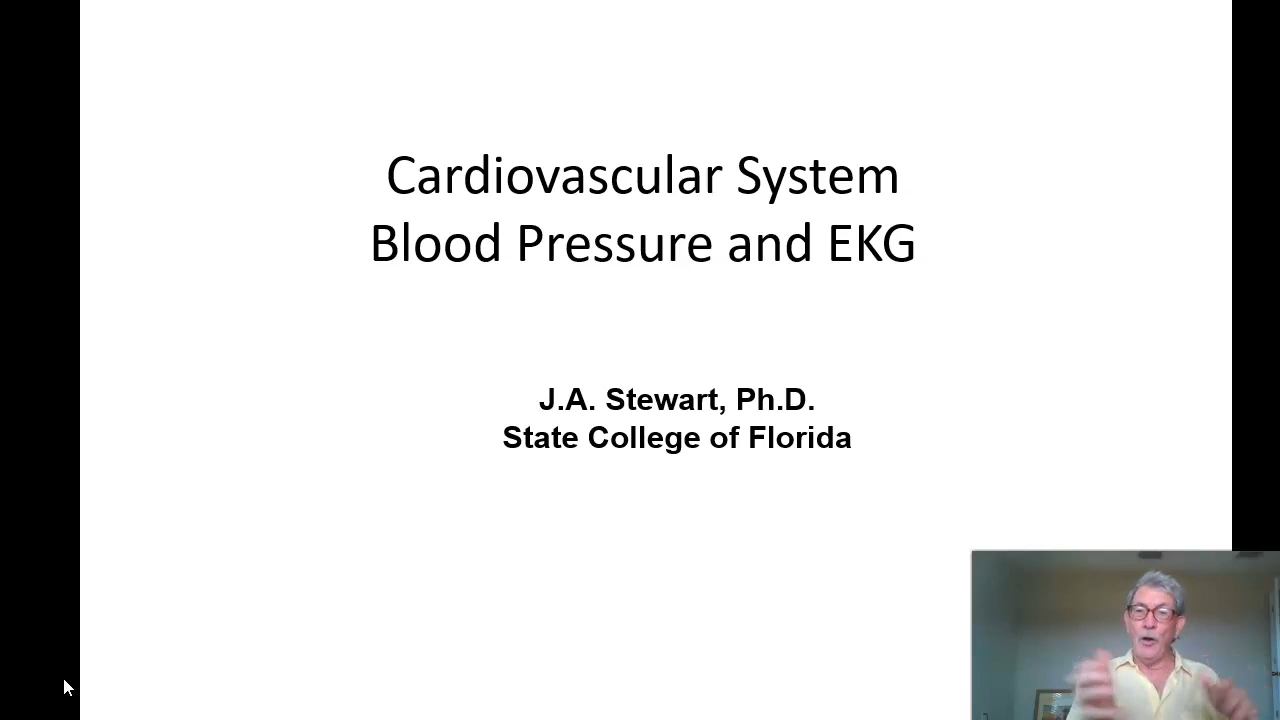 Cardiovascular System
Blood Pressure and EKG
J.A. Stewart, Ph.D.
State College of Florida